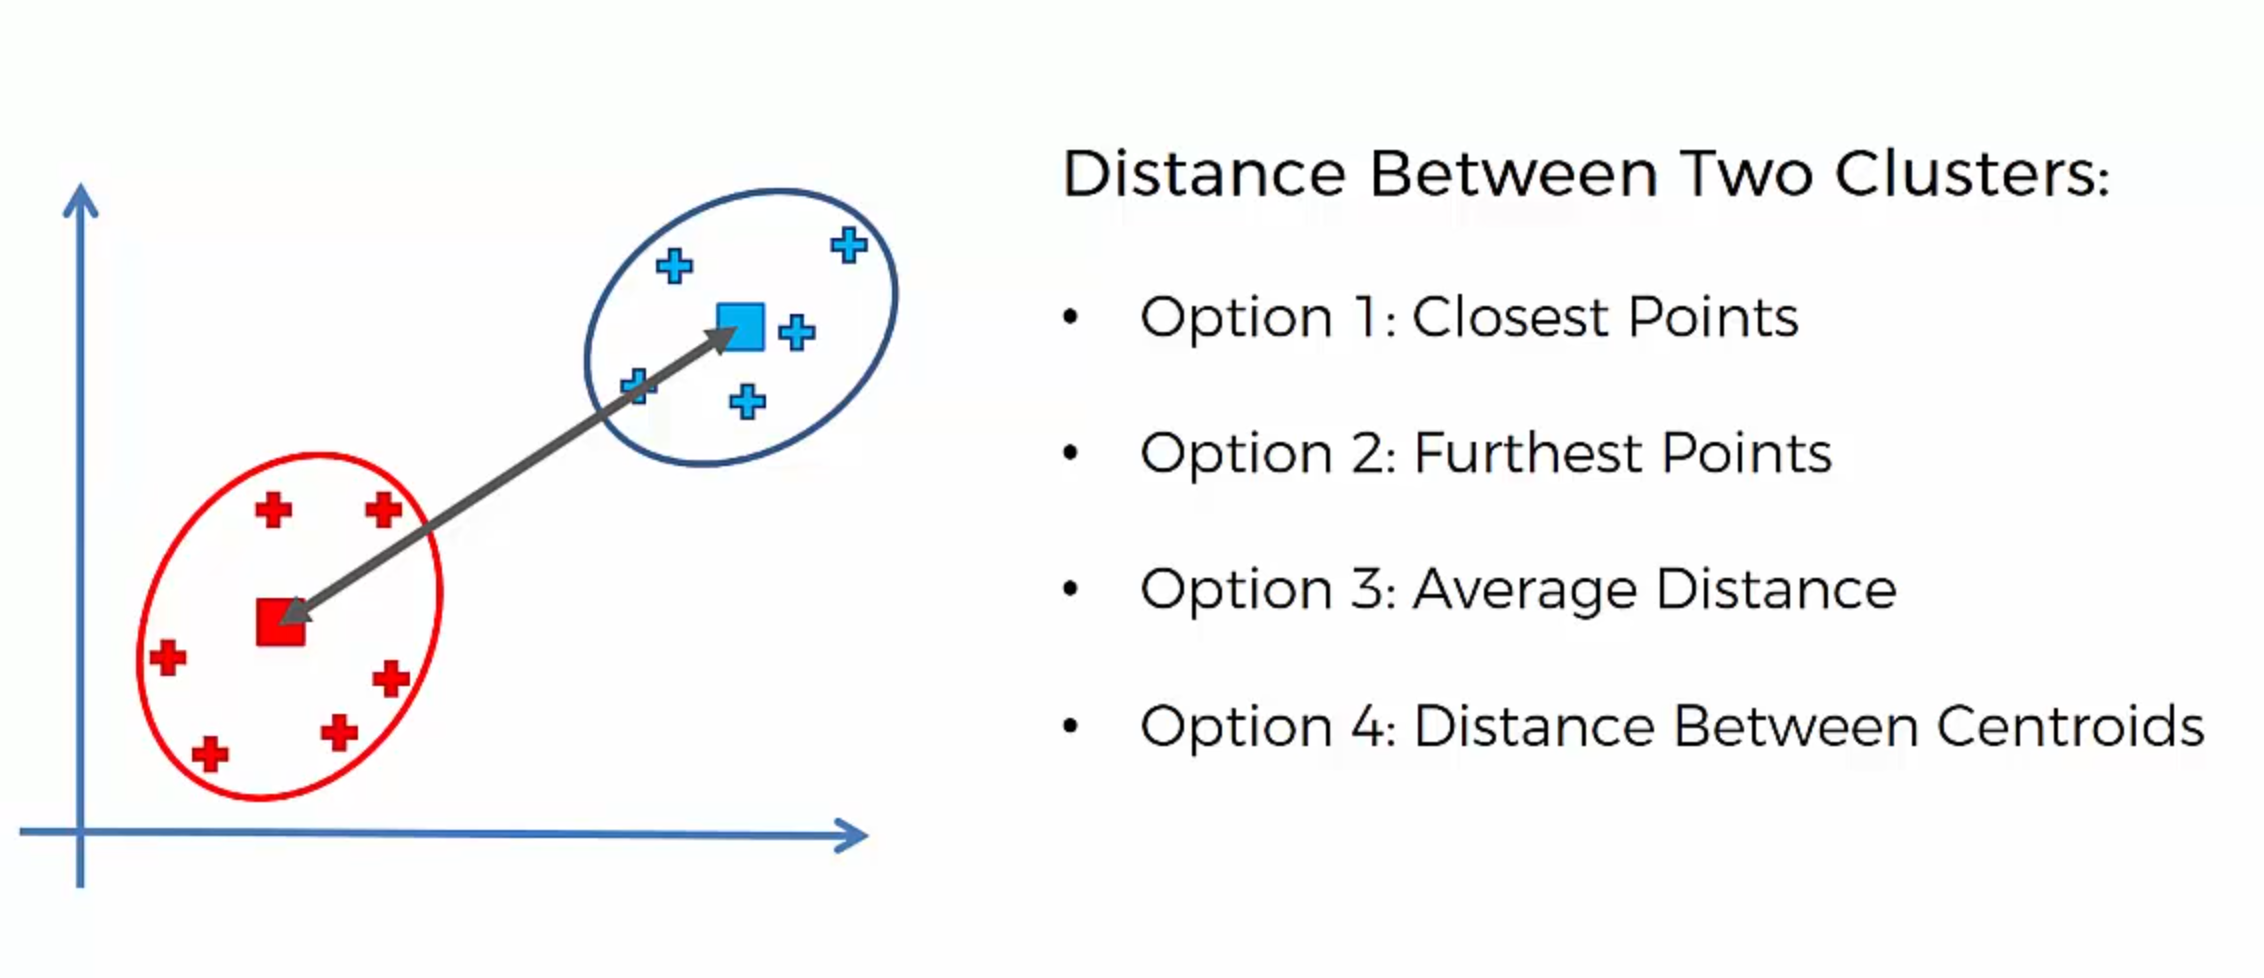 Distance Between Two Clusters:
• Option 1: Closest Points
• Option 2: Furthest Points
• Option 3: Average Distance
• Option 4: Distance Between Centroids